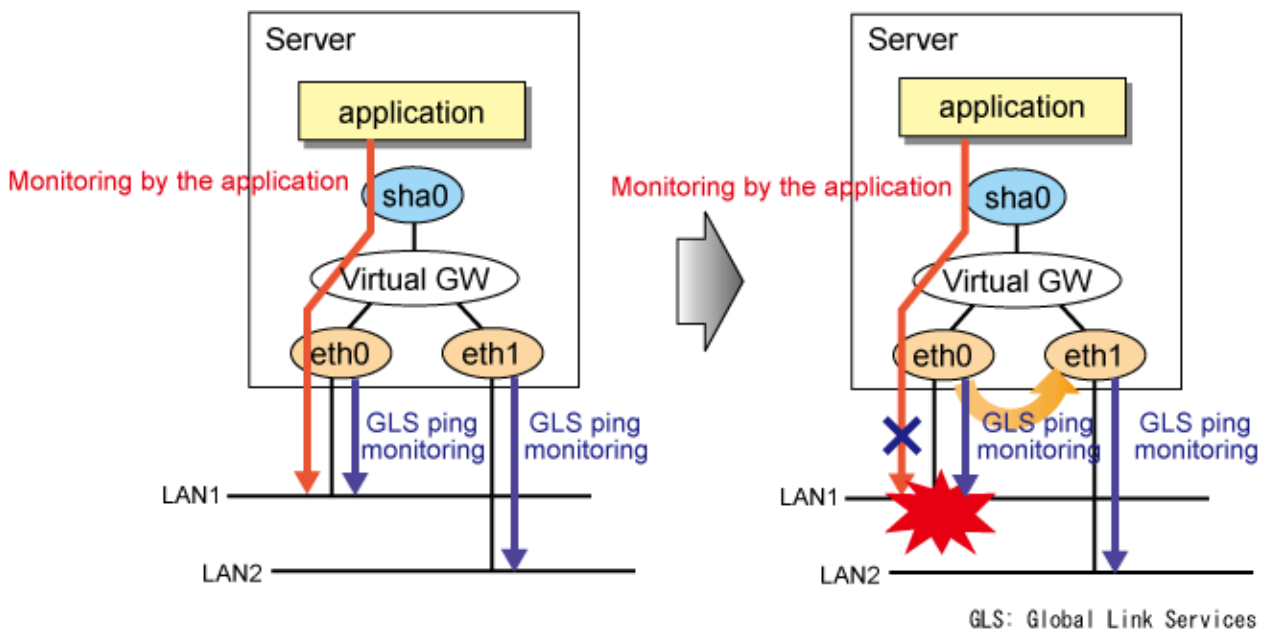 Server
application
Monitoring by the application
sha0
Virtual GW
eth0
eth1
GLS ping
monitoring
GLS ping
monitoring
LAN1
LAN2
Server
application
Monitoring by the application
sha0
Virtual GW
eth0
eth1
GLS ping
monitoring
GLS ping
monitoring
LAN1
LAN2
GLS: Global Link Services